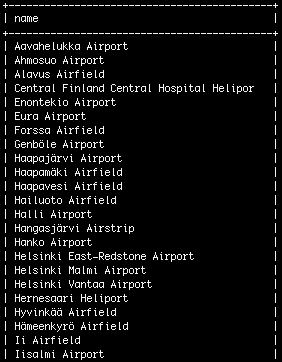 name
Aavahelukka Airport
Ahmosuo Airport
Alavus Airfield
Central Finland Central Hospital Helipor
Enontekio Airport
Eura Airport
Forssa Airfield
Genböle Airport
Haapajärvi Airport
Haapamäki Airfield
Haapavesi Airfield
Hailuoto Airfield
Halli Airport
Hangasjärvi Airstrip
Hanko Airport
Helsinki East-Redstone Airport
Helsinki Malmi Airport
Helsinki Vantaa Airport
Hernesaari Heliport
Hyvinkää Airfield
Hämeenkyrö Airfield
Ii Airfield
Iisalmi Airport